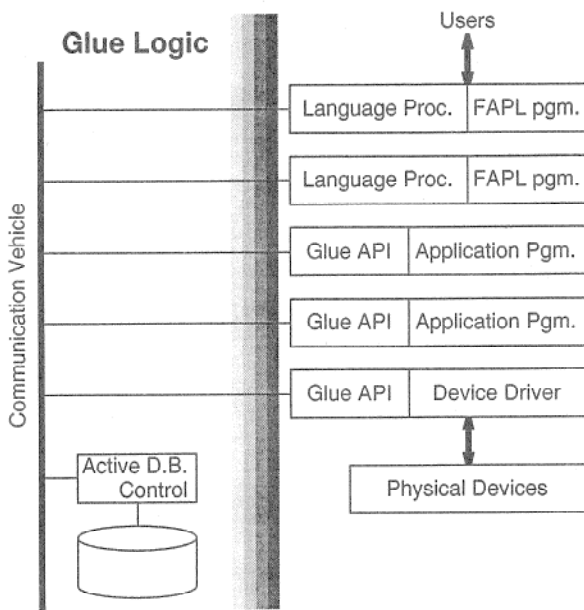 Users
Glue Logic
Language Proc. FAPL pgm.
Language Proc. FAPL pgm.
Glue API Application Pgm.
Glue API Application Pgm.
Glue API Device Driver
Communication Vehicle
Active D.B.
Control
Physical Devices